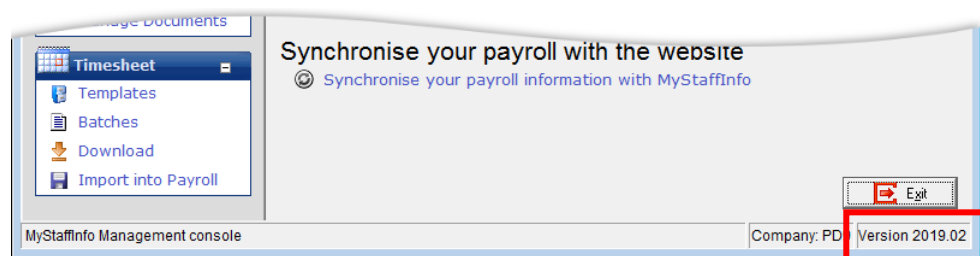 Documents
Timesheet
Templates
Batches
Download
Import into Payroll
Synchronise your payroll with the website
Synchronise your payroll information with MyStaffInfo
Exit
MyStaffInfo Management console
Company:
Version 2019.02